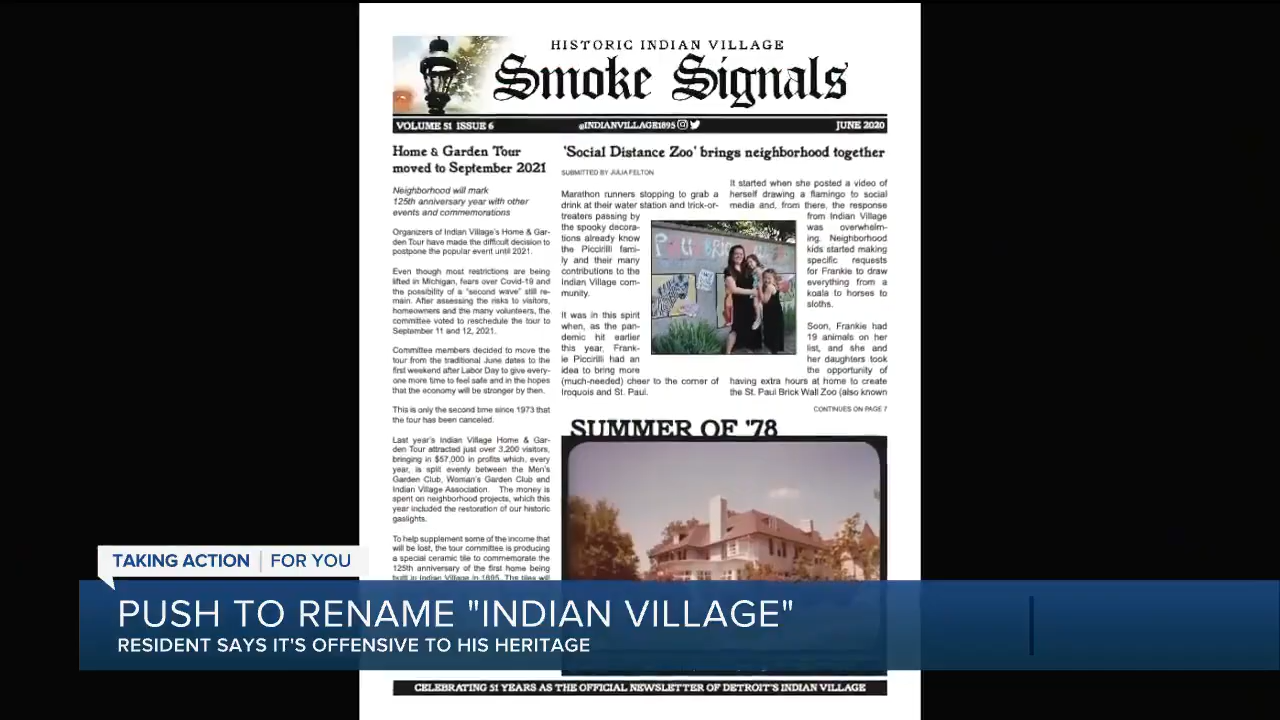 HISTORIC INDIAN VILLAGE
Smoke Signals
VOLUME 51 ISSUE 6
@INDIANVILLAGE1895
JUNE 2020
Home & Garden Tour
moved to September 2021
Neighborhood will mark
125th anniversary year with other
events and commemorations
Organizers of Indian Village's Home & Gar-
den Tour have made the difficult decision to
postpone the popular event until 2021.
Even though most restrictions are being
lifted in Michigan, fears over Covid-19 and
the possibility of a "second wave" still re-
main. After assessing the risks to visitors,
homeowners and the many volunteers, the
committee voted to reschedule the tour to
September 11 and 12, 2021.
Committee members decided to move the
tour from the traditional June dates to the
first weekend after Labor Day to give every-
one more time to feel safe and in the hopes
that the economy will be stronger by then.
This is only the second time since 1973 that
the tour has been canceled.
Last year's Indian Village Home & Gar-
den Tour attracted just over 3,200 visitors,
bringing in $57,000 in profits which, every
year, is split evenly between the Men's
Garden Club, Woman's Garden Club and
Indian Village Association. The money is
spent on neighborhood projects, which this
year included the restoration of our historic
gaslights.
To help supplement some of the income that
will be lost, the tour committee is producing
a special ceramic tile to commemorate the
125th anniversary of the first home being
built in Indian Village in 1895. The tiles will
'Social Distance Zoo' brings neighborhood together
SUBMITTED BY JULIA FELTON
Marathon runners stopping to grab a
drink at their water station and trick-or-
treaters passing by
the spooky decora-
tions already know
the Piccirilli fami-
ly and their many
contributions to the
Indian Village com-
munity.
It was in this spirit
when, as the pan-
demic hit earlier
this year, Frank-
ie Piccirilli had an
idea to bring more
(much-needed) cheer to the corner of
Iroquois and St. Paul.
It started when she posted a video of
herself drawing a flamingo to social
media and, from there, the response
from Indian Village
was overwhelm-
ing. Neighborhood
kids started making
specific requests
for Frankie to draw
everything from a
koala to horses to
sloths.
Soon, Frankie had
19 animals on her
list, and she and
her daughters took
the opportunity of
having extra hours at home to create
the St. Paul Brick Wall Zoo (also known
CONTINUES ON PAGE 7
SUMMER OF '78
TAKING ACTION FOR YOU
PUSH TO RENAME "INDIAN VILLAGE"
RESIDENT SAYS IT'S OFFENSIVE TO HIS HERITAGE
CELEBRATING 51 YEARS AS THE OFFICIAL NEWSLETTER OF DETROIT'S INDIAN VILLAGE